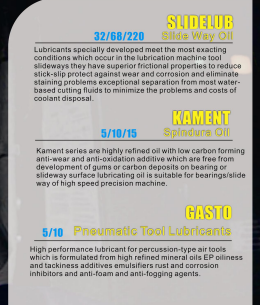 SLIDELUB
32/68/220 Slide Way Oil
Lubricants specially developed meet the most exacting
conditions which occur in the lubrication machine tool
slideways they have superior frictional properties to reduce
stick-slip protect against wear and corrosion and eliminate
staining problems exceptional separation from most water-
based cutting fluids to minimize the problems and costs of
coolant disposal.
KAMENT
5/10/15 Spindura Oil
Kament series are highly refined oil with low carbon forming
anti-wear and anti-oxidation additive which are free from
development of gums or carbon deposits on bearing or
slideway surface lubricating oil is suitable for bearings/slide
way of high speed precision machine.
GASTO
5/10 Pneumatic Tool Lubricants
High performance lubricant for percussion-type air tools
which is formulated from high refined mineral oils EP oiliness
and tackiness additives emulsifiers rust and corrosion
inhibitors and anti-foam and anti-fogging agents.